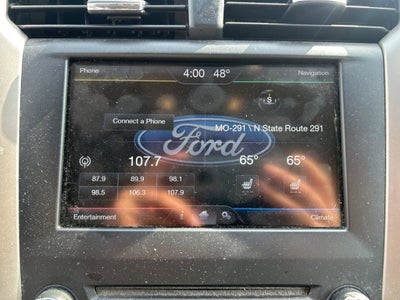 Phone
4:00 48°
Navigation
S
Connect a Phone
MO-291 \ N State Route 291
Ford
107.7
65° 65°
87.9 89.9 98.1
98.5 106.3 107.9
Entertainment
i
Climate